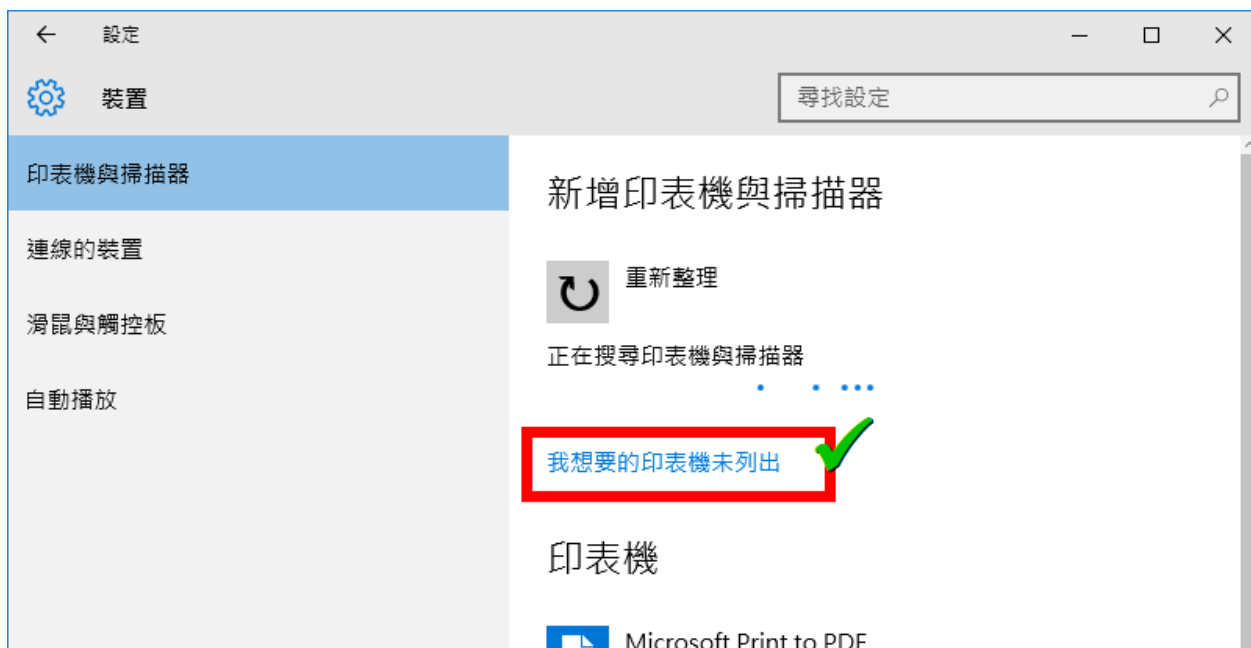 設定
裝置
尋找設定
印表機與掃描器
連線的裝置
滑鼠與觸控板
自動播放
新增印表機與掃描器
重新整理
正在搜尋印表機與掃描器
我想要的印表機未列出
印表機
Microsoft Print to PDF